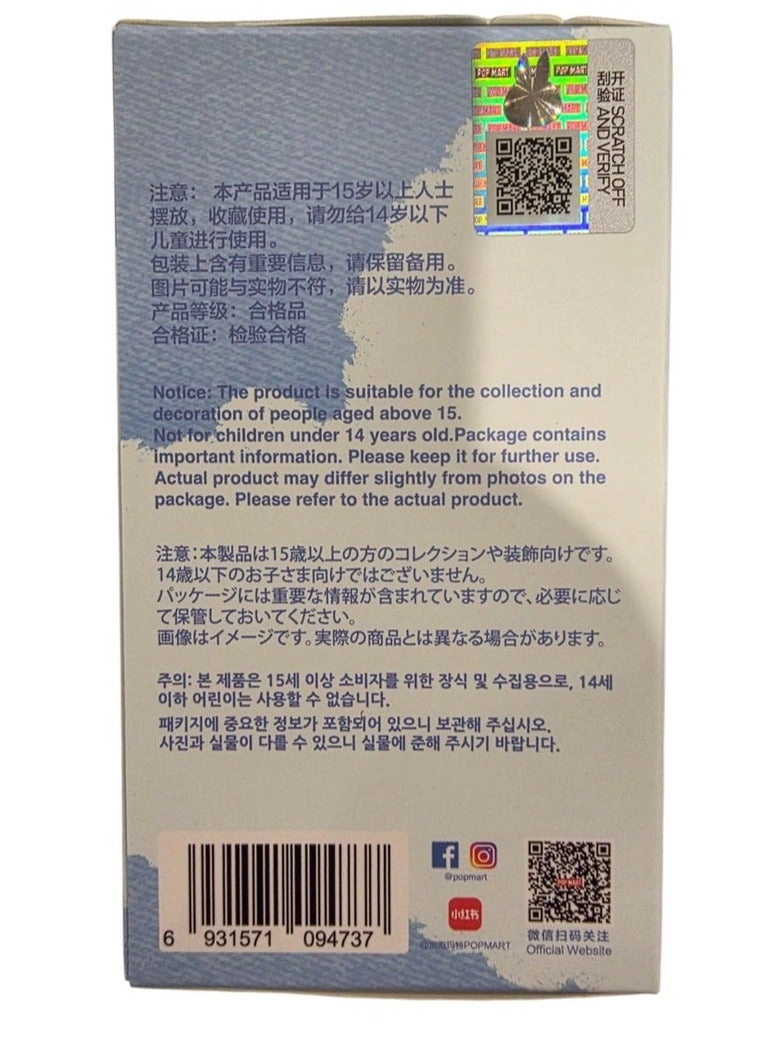 POP MART
POP MART
刮开
验证
SCRATCH OFF
AND VERIFY
注意： 本产品适用于15岁以上人士
摆放，收藏使用，请勿给14岁以下
儿童进行使用。
包装上含有重要信息，请保留备用。
图片可能与实物不符，请以实物为准。
产品等级：合格品
合格证：检验合格
Notice: The product is suitable for the collection and
decoration of people aged above 15.
Not for children under 14 years old.Package contains
important information. Please keep it for further use.
Actual product may differ slightly from photos on the
package. Please refer to the actual product.
注意：本製品は15歳以上の方のコレクションや装飾向けです。
14歳以下のお子さま向けではございません。
パッケージには重要な情報が含まれていますので、必要に応じ
て保管しておいてください。
画像はイメージです。実際の商品とは異なる場合があります。
주의: 본 제품은 15세 이상 소비자를 위한 장식 및 수집용으로, 14세
이하 어린이는 사용할 수 없습니다.
패키지에 중요한 정보가 포함되어 있으니 보관해 주십시오.
사진과 실물이 다를 수 있으니 실물에 준해 주시기 바랍니다.
6 931571 094737
@popmart
小红书
@泡泡玛特POPMART
POP MART
微信扫码关注
Official Website